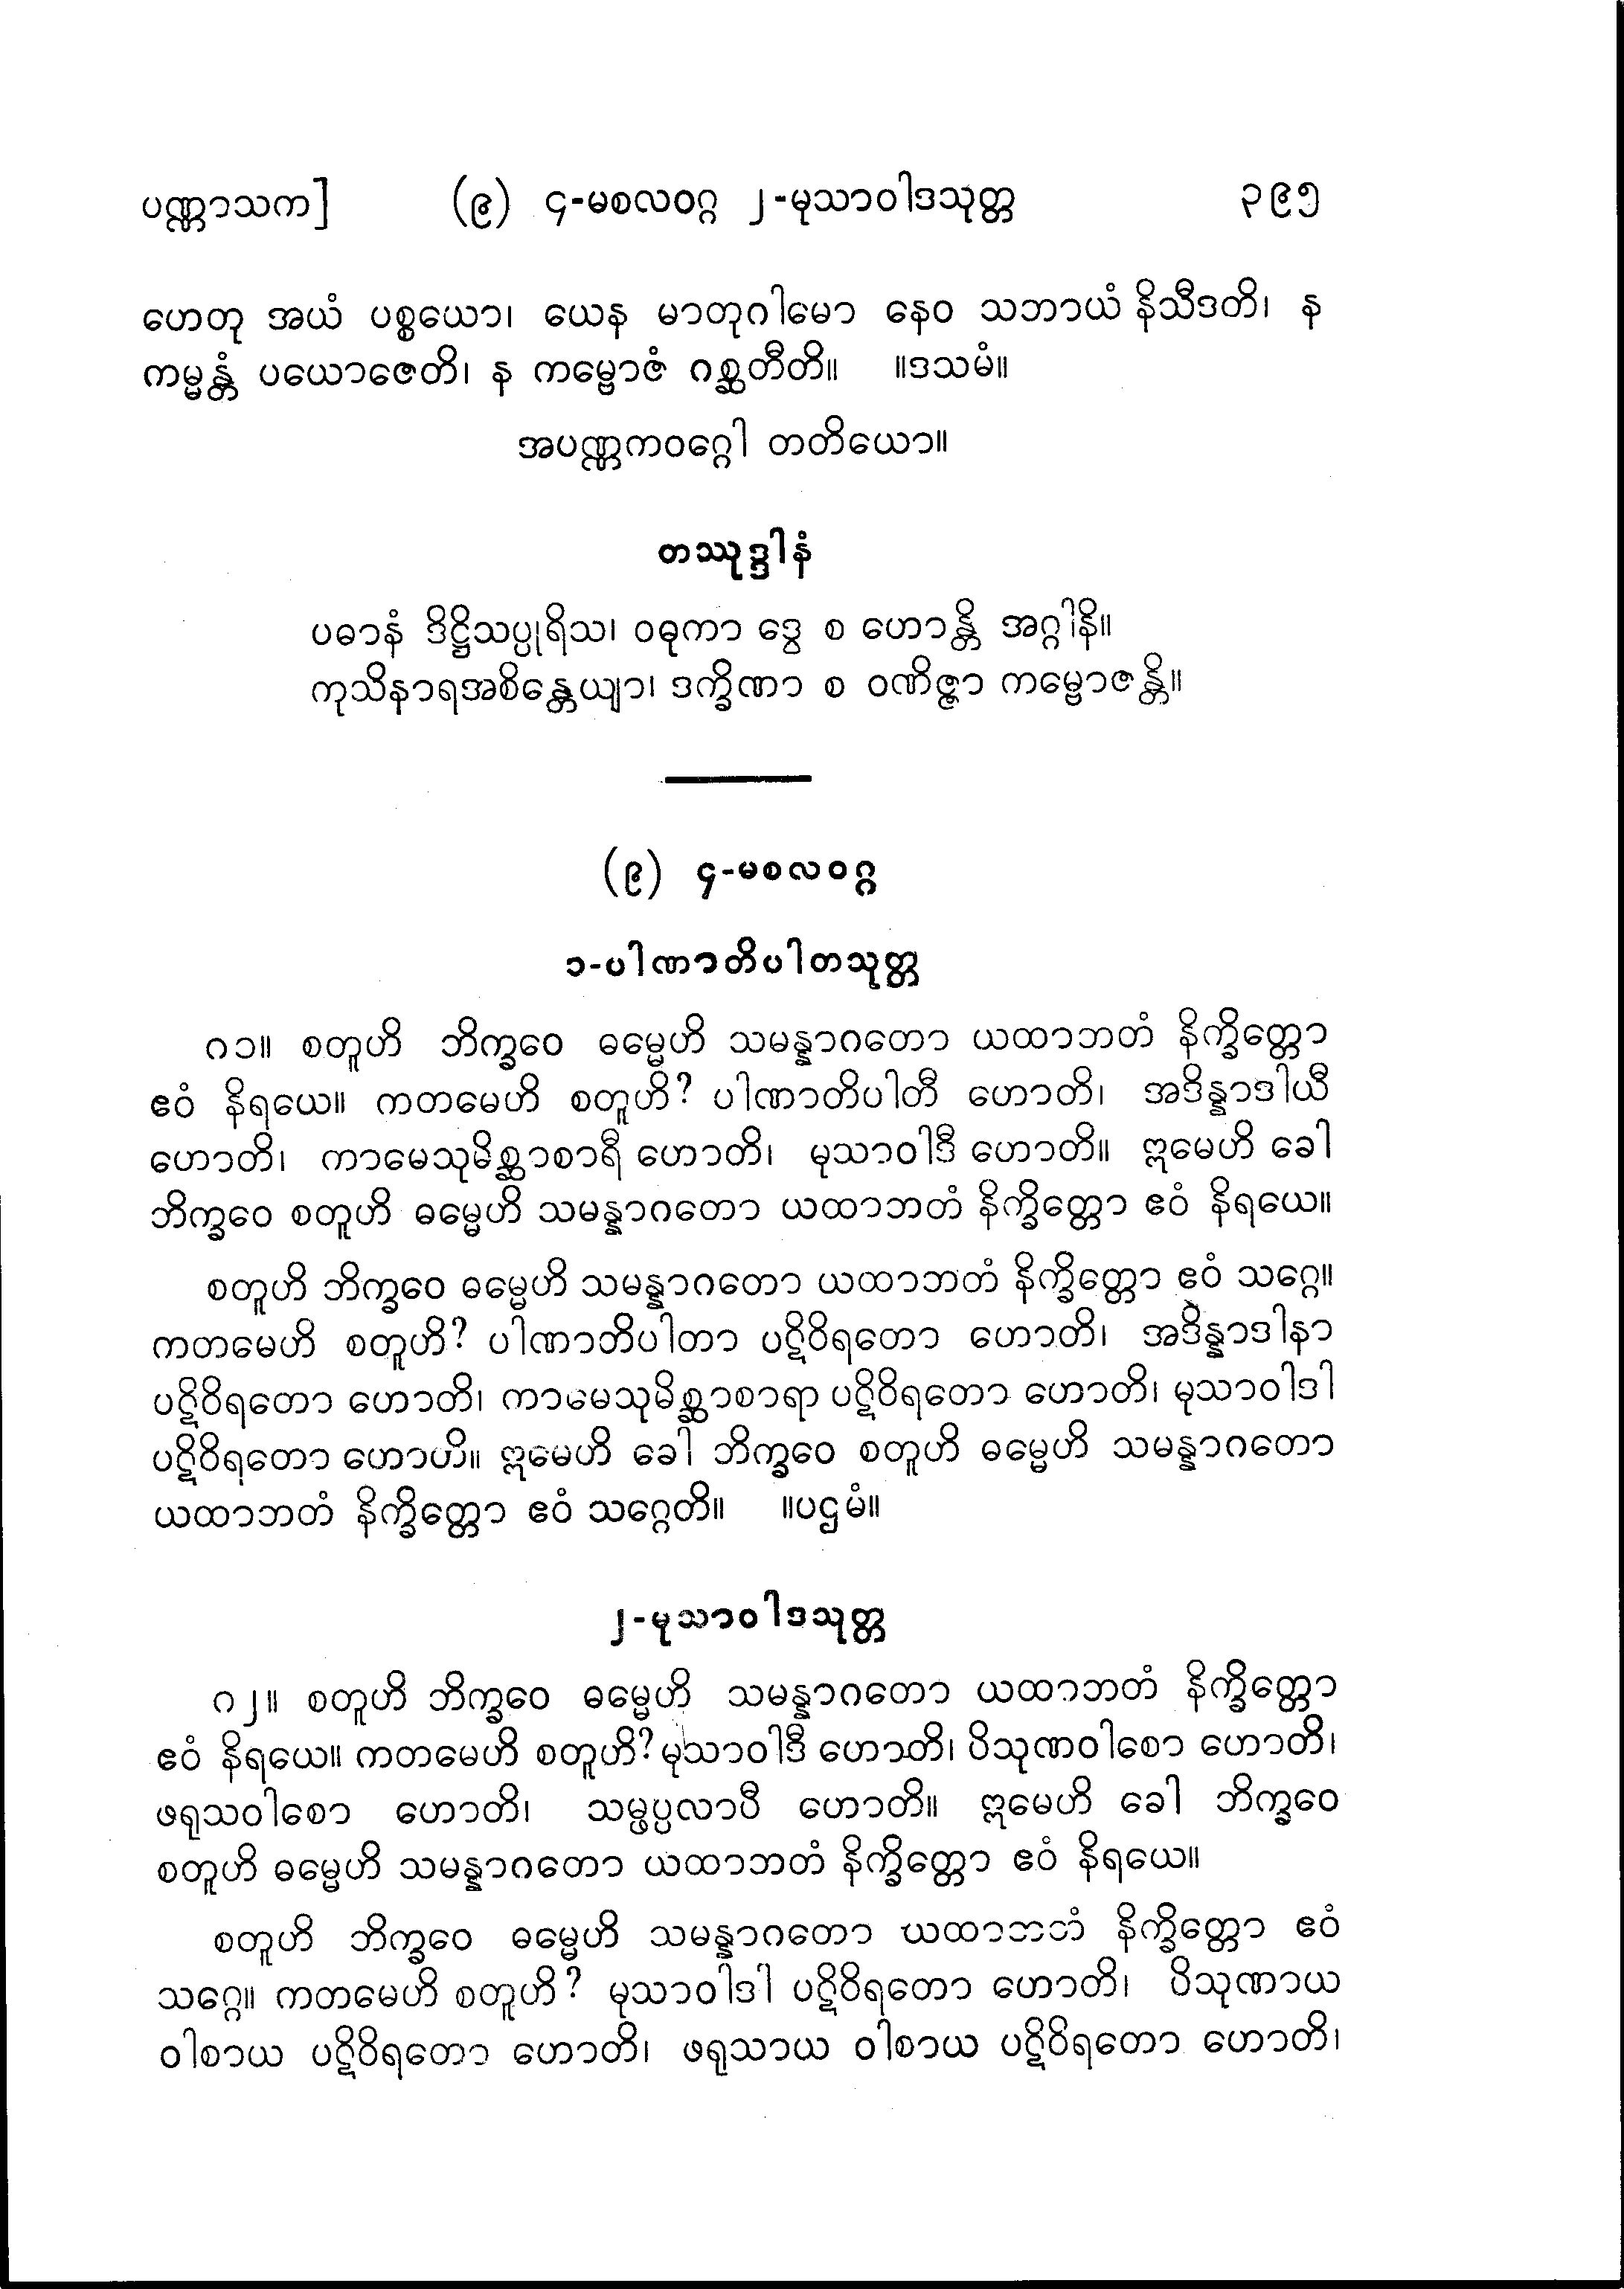 ပဏ္ဏာသက] (၉) ၄-မစလဝဂ္ဂ ၂-မုသာဝါဒသုတ္တ ၃၉၅
ဟေတု အယံ ပစ္စယော၊ ယေန မာတုဂါမော နေဝ သဘာယံ နိသီဒတိ၊ န
ကမ္မန္တံ ပယောဇေတိ၊ န ကမ္ဗောဇံ ဂစ္ဆတီတိ။ ။ဒသမံ။
အပဏ္ဏကဝဂ္ဂေါ တတိယော။
တဿုဒ္ဒါနံ
ပဓာနံ ဒိဋ္ဌိသပ္ပုရိသ၊ ဝဓုကာ ဒွေ စ ဟောန္တိ အဂ္ဂါနိ။
ကုသိနာရအစိန္တေယျာ၊ ဒက္ခိဏာ စ ဝဏိဇ္ဇာ ကမ္ဗောဇန္တိ။
(၉) ၄-မစလဝဂ္ဂ
၁-ပါဏာတိပါတသုတ္တ
၈၁။ စတူဟိ ဘိက္ခဝေ ဓမ္မေဟိ သမန္နာဂတော ယထာဘတံ နိက္ခိတ္တော
ဧဝံ နိရယေ။ ကတမေဟိ စတူဟိ? ပါဏာတိပါတီ ဟောတိ၊ အဒိန္နာဒါယီ
ဟောတိ၊ ကာမေသုမိစ္ဆာစာရီ ဟောတိ၊ မုသာဝါဒီ ဟောတိ။ ဣမေဟိ ခေါ
ဘိက္ခဝေ စတူဟိ ဓမ္မေဟိ သမန္နာဂတော ယထာဘတံ နိက္ခိတ္တော ဧဝံ နိရယေ။
စတူဟိ ဘိက္ခဝေ ဓမ္မေဟိ သမန္နာဂတော ယထာဘတံ နိက္ခိတ္တော ဧဝံ သဂ္ဂေ။
ကတမေဟိ စတူဟိ? ပါဏာတိပါတာ ပဋိဝိရတော ဟောတိ၊ အဒိန္နာဒါနာ
ပဋိဝိရတော ဟောတိ၊ ကာမေသုမိစ္ဆာစာရာ ပဋိဝိရတော ဟောတိ၊ မုသာဝါဒါ
ပဋိဝိရတော ဟောတိ။ ဣမေဟိ ခေါ ဘိက္ခဝေ စတူဟိ ဓမ္မေဟိ သမန္နာဂတော
ယထာဘတံ နိက္ခိတ္တော ဧဝံ သဂ္ဂေတိ။ ။ပဌမံ။
၂-မုသာဝါဒသုတ္တ
၈၂။ စတူဟိ ဘိက္ခဝေ ဓမ္မေဟိ သမန္နာဂတော ယထာဘတံ နိက္ခိတ္တော
ဧဝံ နိရယေ။ ကတမေဟိ စတူဟိ? မုသာဝါဒီ ဟောတိ၊ ပိသုဏဝါစော ဟောတိ၊
ဖရုသဝါစော ဟောတိ၊ သမ္ဖပ္ပလာပီ ဟောတိ။ ဣမေဟိ ခေါ ဘိက္ခဝေ
စတူဟိ ဓမ္မေဟိ သမန္နာဂတော ယထာဘတံ နိက္ခိတ္တော ဧဝံ နိရယေ။
စတူဟိ ဘိက္ခဝေ ဓမ္မေဟိ သမန္နာဂတော ယထာဘတံ နိက္ခိတ္တော ဧဝံ
သဂ္ဂေ။ ကတမေဟိ စတူဟိ? မုသာဝါဒါ ပဋိဝိရတော ဟောတိ၊ ပိသုဏာယ
ဝါစာယ ပဋိဝိရတော ဟောတိ၊ ဖရုသာယ ဝါစာယ ပဋိဝိရတော ဟောတိ၊